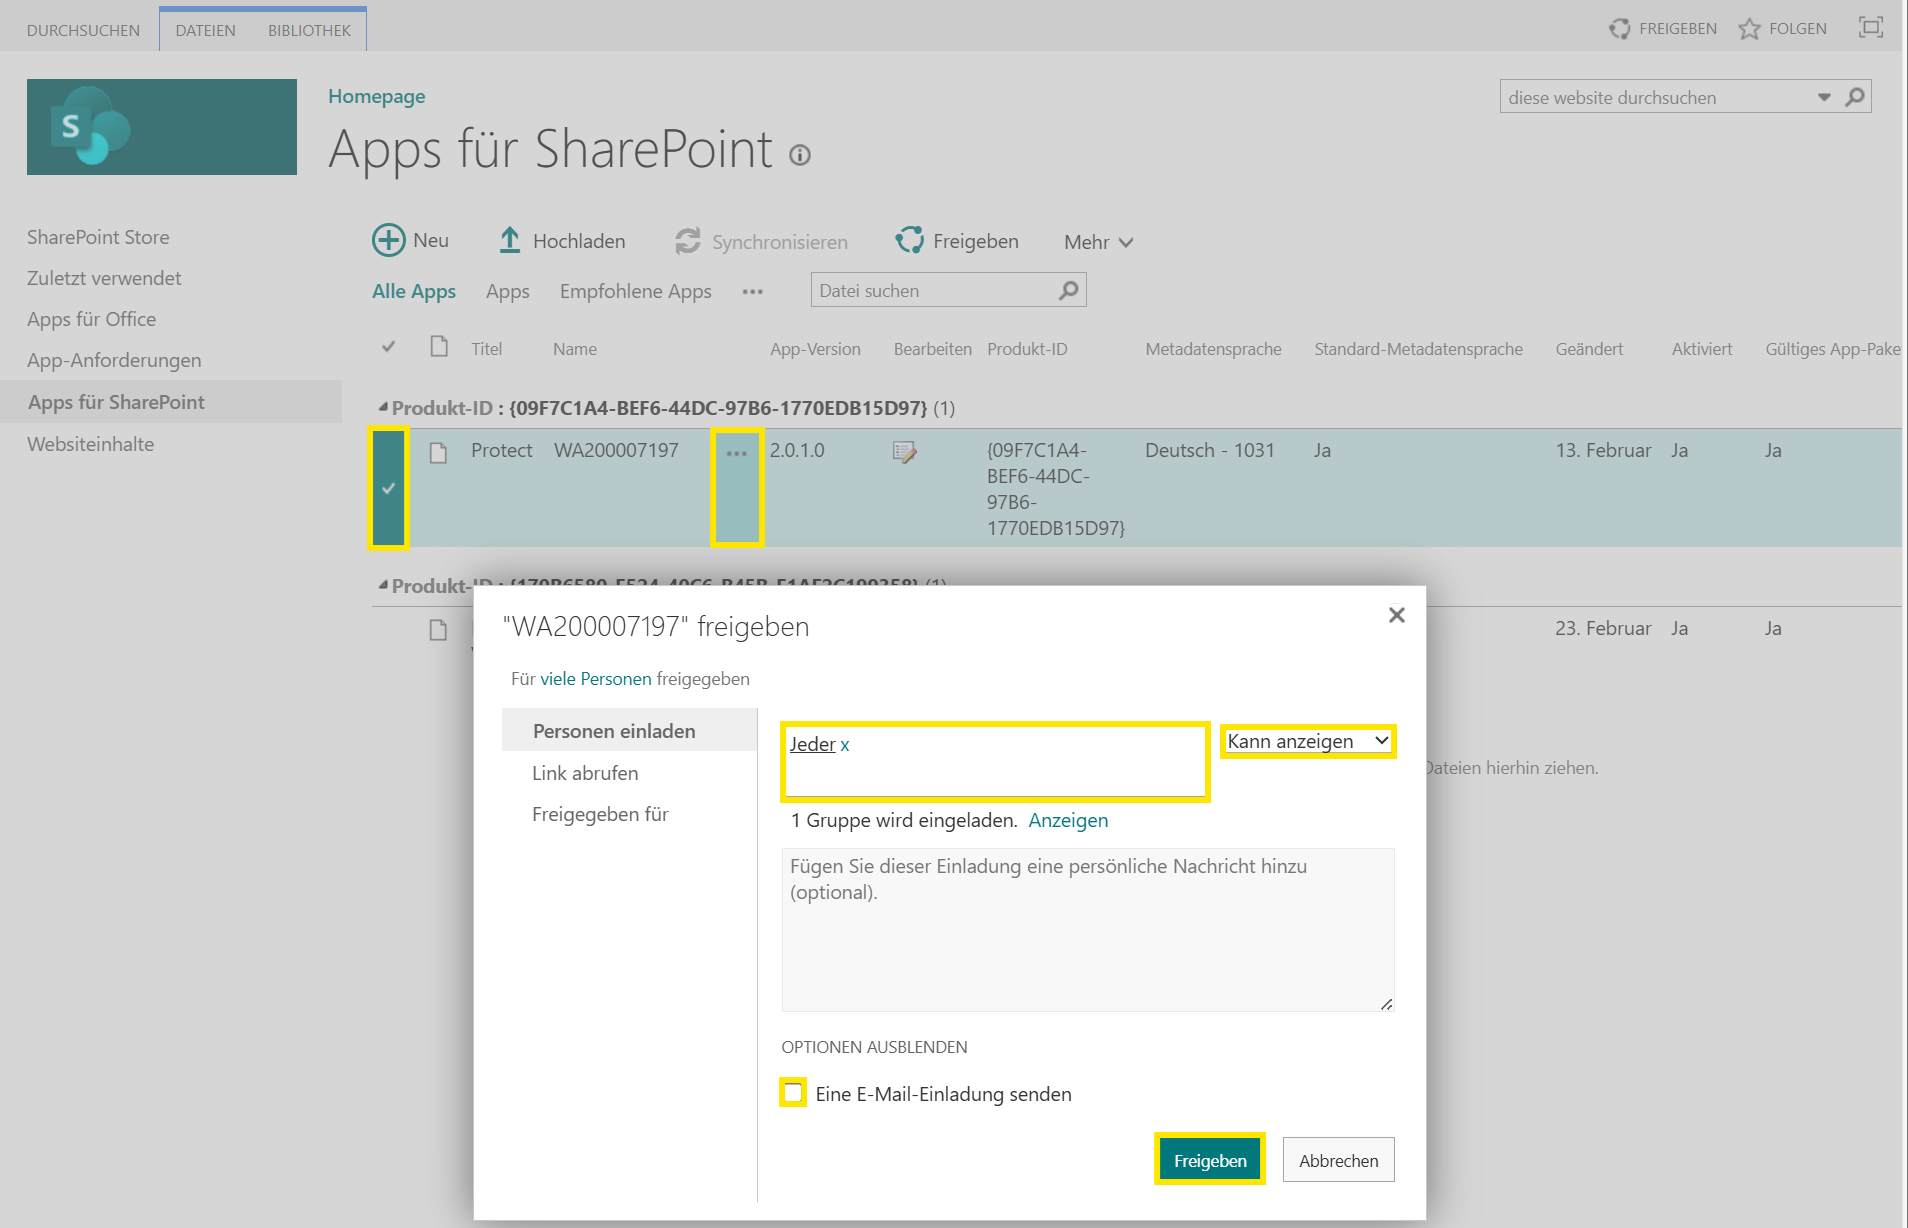 DURCHSUCHEN DATEIEN BIBLIOTHEK FREIGEBEN FOLGEN
S
Homepage
diese website durchsuchen
Apps für SharePoint
SharePoint Store
Zuletzt verwendet
Apps für Office
App-Anforderungen
Apps für SharePoint
Websiteinhalte
Neu Hochladen Synchronisieren Freigeben Mehr
Alle Apps Apps Empfohlene Apps ... Datei suchen
Titel Name App-Version Bearbeiten Produkt-ID Metadatensprache Standard-Metadatensprache Geändert Aktiviert Gültiges App-Pake
Produkt-ID : {09F7C1A4-BEF6-44DC-97B6-1770EDB15D97} (1)
Protect WA200007197 ... 2.0.1.0 {09F7C1A4- Deutsch - 1031 Ja 13. Februar Ja Ja
BEF6-44DC-
97B6-
1770EDB15D97}
Produkt-ID :
23. Februar Ja Ja
Dateien hierhin ziehen.
"WA200007197" freigeben
Für viele Personen freigegeben
Personen einladen
Link abrufen
Freigegeben für
Jeder x
Kann anzeigen
1 Gruppe wird eingeladen. Anzeigen
Fügen Sie dieser Einladung eine persönliche Nachricht hinzu
(optional).
OPTIONEN AUSBLENDEN
Eine E-Mail-Einladung senden
Freigeben Abbrechen